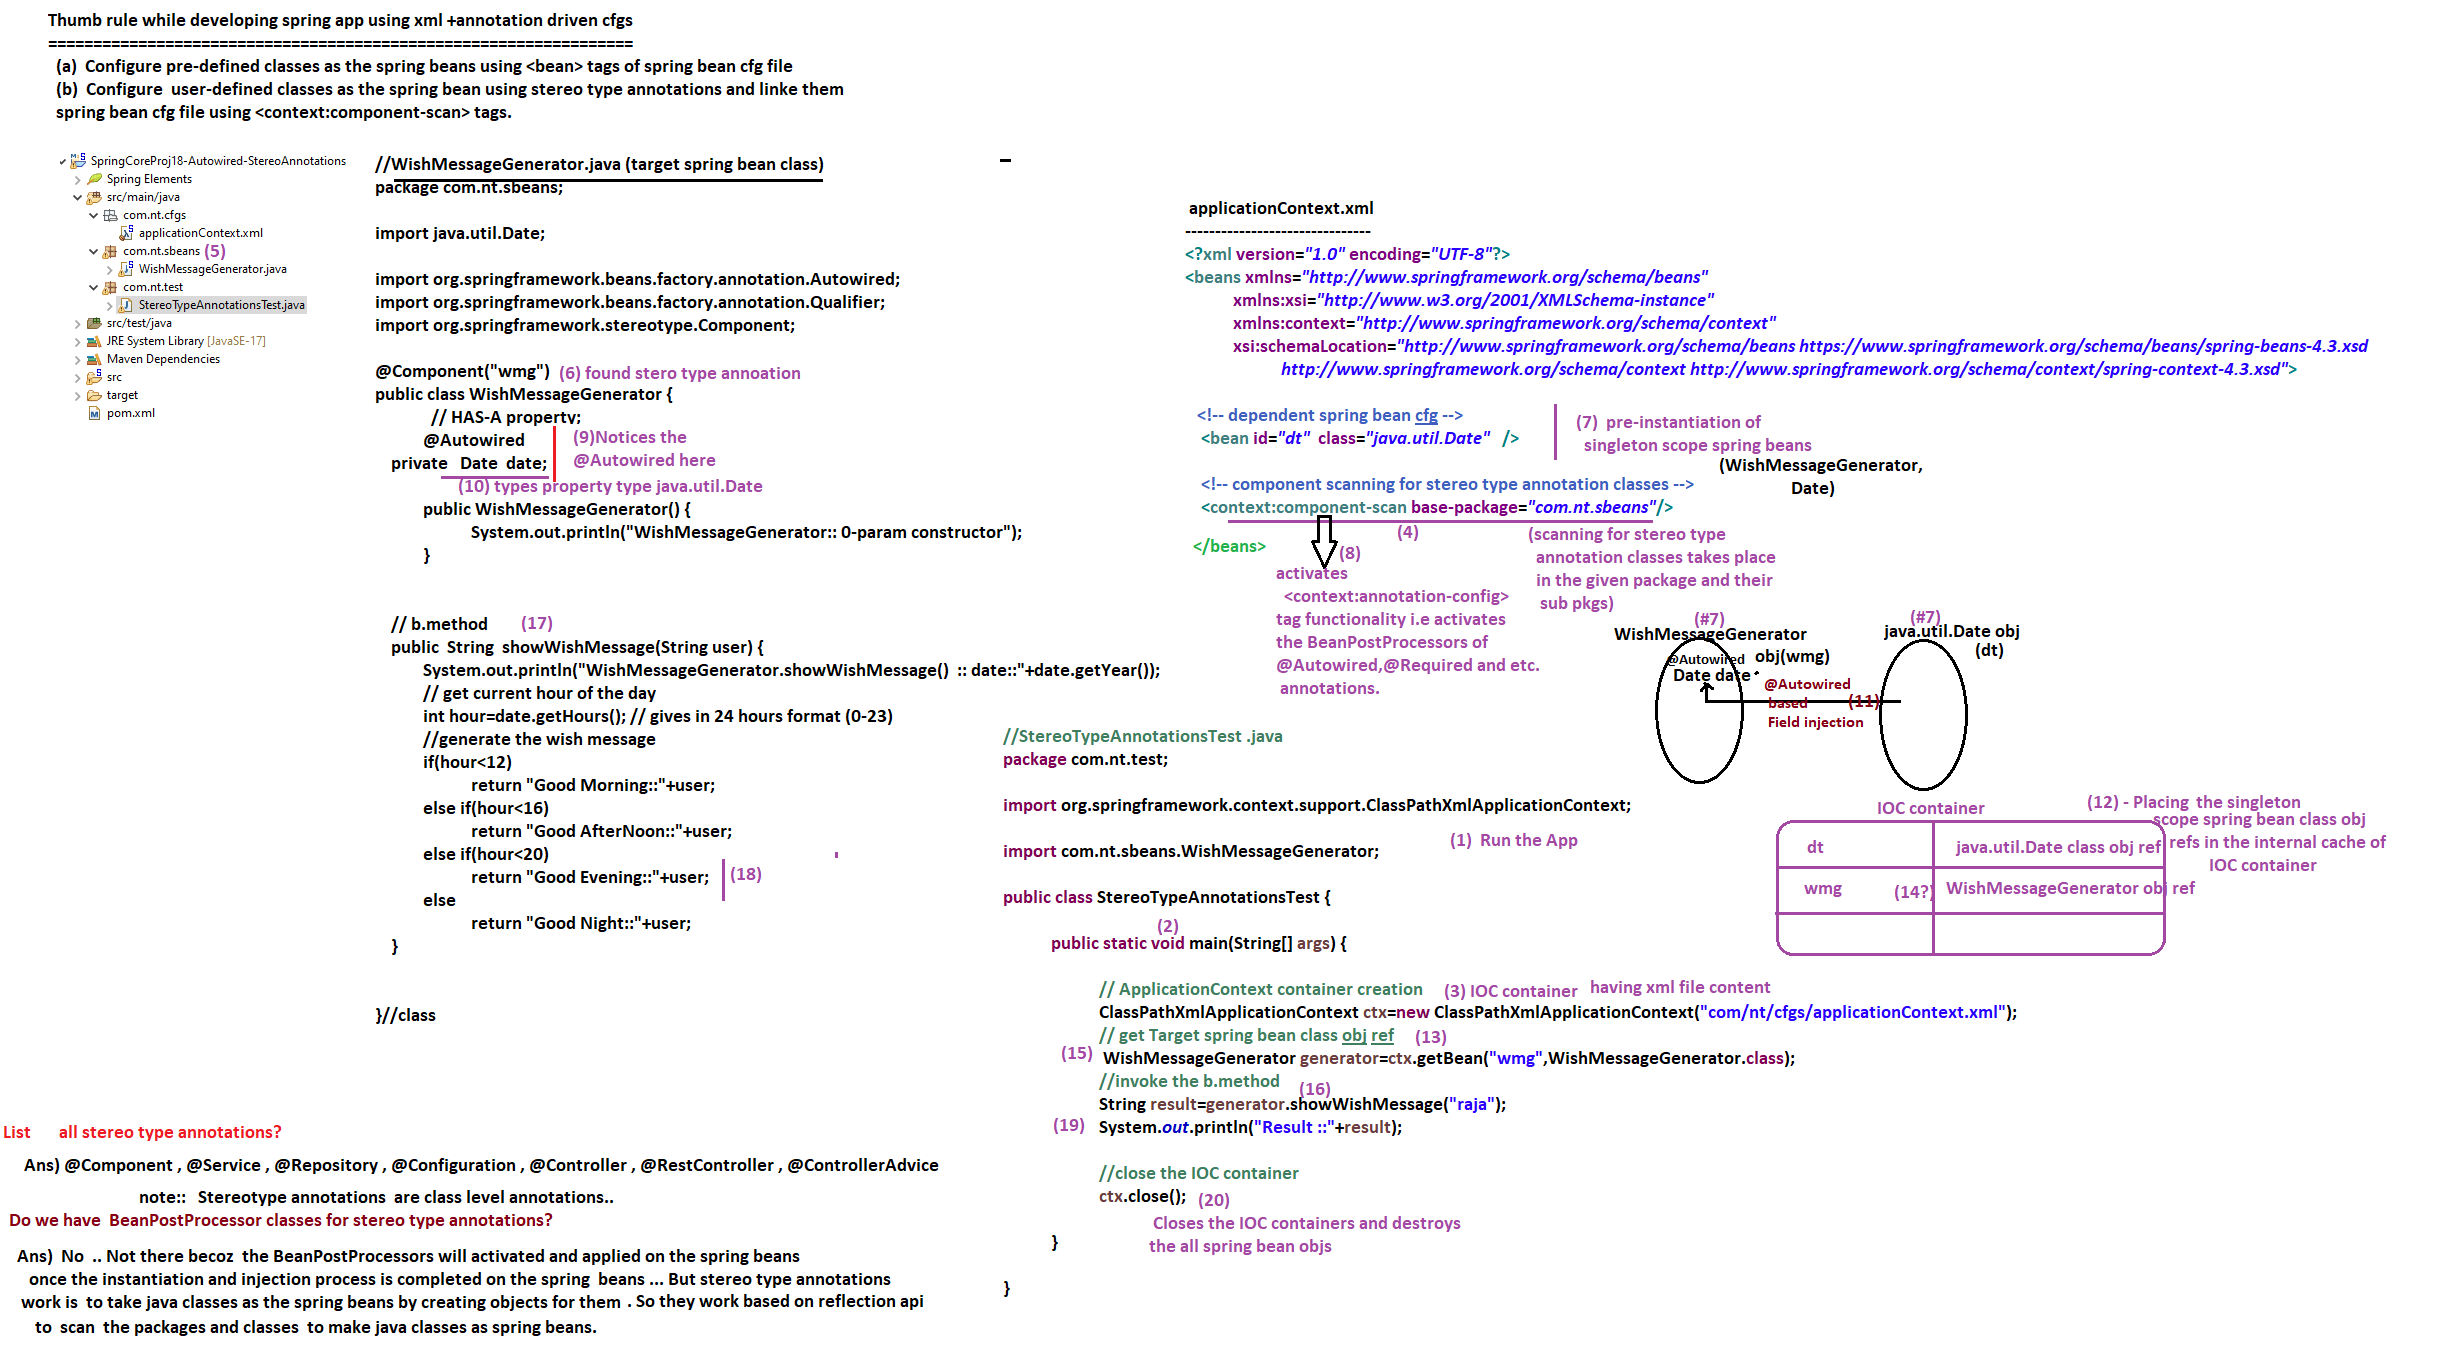 Thumb rule while developing spring app using xml +annotation driven cfgs
=================================================================
(a) Configure pre-defined classes as the spring beans using <bean> tags of spring bean cfg file
(b) Configure user-defined classes as the spring bean using stereo type annotations and linke them
spring bean cfg file using <context:component-scan> tags.
SpringCoreProj18-Autowired-StereoAnnotations
Spring Elements
src/main/java
com.nt.cfgs
applicationContext.xml
com.nt.sbeans (5)
WishMessageGenerator.java
com.nt.test
StereoTypeAnnotationsTest.java
src/test/java
JRE System Library [JavaSE-17]
Maven Dependencies
src
target
pom.xml
//WishMessageGenerator.java (target spring bean class)
package com.nt.sbeans;
import java.util.Date;
import org.springframework.beans.factory.annotation.Autowired;
import org.springframework.beans.factory.annotation.Qualifier;
import org.springframework.stereotype.Component;
@Component("wmg") (6) found stero type annoation
public class WishMessageGenerator {
// HAS-A property;
@Autowired
private Date date;
(9)Notices the
@Autowired here
(10) types property type java.util.Date
public WishMessageGenerator() {
System.out.println("WishMessageGenerator:: 0-param constructor");
}
// b.method (17)
public String showWishMessage(String user) {
System.out.println("WishMessageGenerator.showWishMessage() :: date::"+date.getYear());
// get current hour of the day
int hour=date.getHours(); // gives in 24 hours format (0-23)
//generate the wish message
if(hour<12)
return "Good Morning::"+user;
else if(hour<16)
return "Good AfterNoon::"+user;
else if(hour<20)
return "Good Evening::"+user; (18)
else
return "Good Night::"+user;
}
}//class
applicationContext.xml
-------------------------------
<?xml version="1.0" encoding="UTF-8"?>
<beans xmlns="http://www.springframework.org/schema/beans"
xmlns:xsi="http://www.w3.org/2001/XMLSchema-instance"
xmlns:context="http://www.springframework.org/schema/context"
xsi:schemaLocation="http://www.springframework.org/schema/beans https://www.springframework.org/schema/beans/spring-beans-4.3.xsd
http://www.springframework.org/schema/context http://www.springframework.org/schema/context/spring-context-4.3.xsd">
<!-- dependent spring bean cfg -->
<bean id="dt" class="java.util.Date" />
(7) pre-instantiation of
singleton scope spring beans
(WishMessageGenerator,
Date)
<!-- component scanning for stereo type annotation classes -->
<context:component-scan base-package="com.nt.sbeans"/>
(4)
</beans>
(scanning for stereo type
annotation classes takes place
in the given package and their
sub pkgs)
(8)
activates
<context:annotation-config>
tag functionality i.e activates
the BeanPostProcessors of
@Autowired,@Required and etc.
annotations.
(#7)
WishMessageGenerator
obj(wmg)
@Autowired
Date date
(#7)
java.util.Date obj
(dt)
@Autowired
based (11)
Field injection
IOC container
dt java.util.Date class obj ref
wmg (14?) WishMessageGenerator obj ref
(12) - Placing the singleton
scope spring bean class obj
refs in the internal cache of
IOC container
//StereoTypeAnnotationsTest .java
package com.nt.test;
import org.springframework.context.support.ClassPathXmlApplicationContext;
(1) Run the App
import com.nt.sbeans.WishMessageGenerator;
public class StereoTypeAnnotationsTest {
(2)
public static void main(String[] args) {
// ApplicationContext container creation (3) IOC container having xml file content
ClassPathXmlApplicationContext ctx=new ClassPathXmlApplicationContext("com/nt/cfgs/applicationContext.xml");
// get Target spring bean class obj ref (13)
(15) WishMessageGenerator generator=ctx.getBean("wmg",WishMessageGenerator.class);
//invoke the b.method (16)
String result=generator.showWishMessage("raja");
(19) System.out.println("Result ::"+result);
//close the IOC container
ctx.close(); (20)
Closes the IOC containers and destroys
the all spring bean objs
}
}
List all stereo type annotations?
Ans) @Component , @Service , @Repository , @Configuration , @Controller , @RestController , @ControllerAdvice
note:: Stereotype annotations are class level annotations..
Do we have BeanPostProcessor classes for stereo type annotations?
Ans) No .. Not there becoz the BeanPostProcessors will activated and applied on the spring beans
once the instantiation and injection process is completed on the spring beans ... But stereo type annotations
work is to take java classes as the spring beans by creating objects for them . So they work based on reflection api
to scan the packages and classes to make java classes as spring beans.